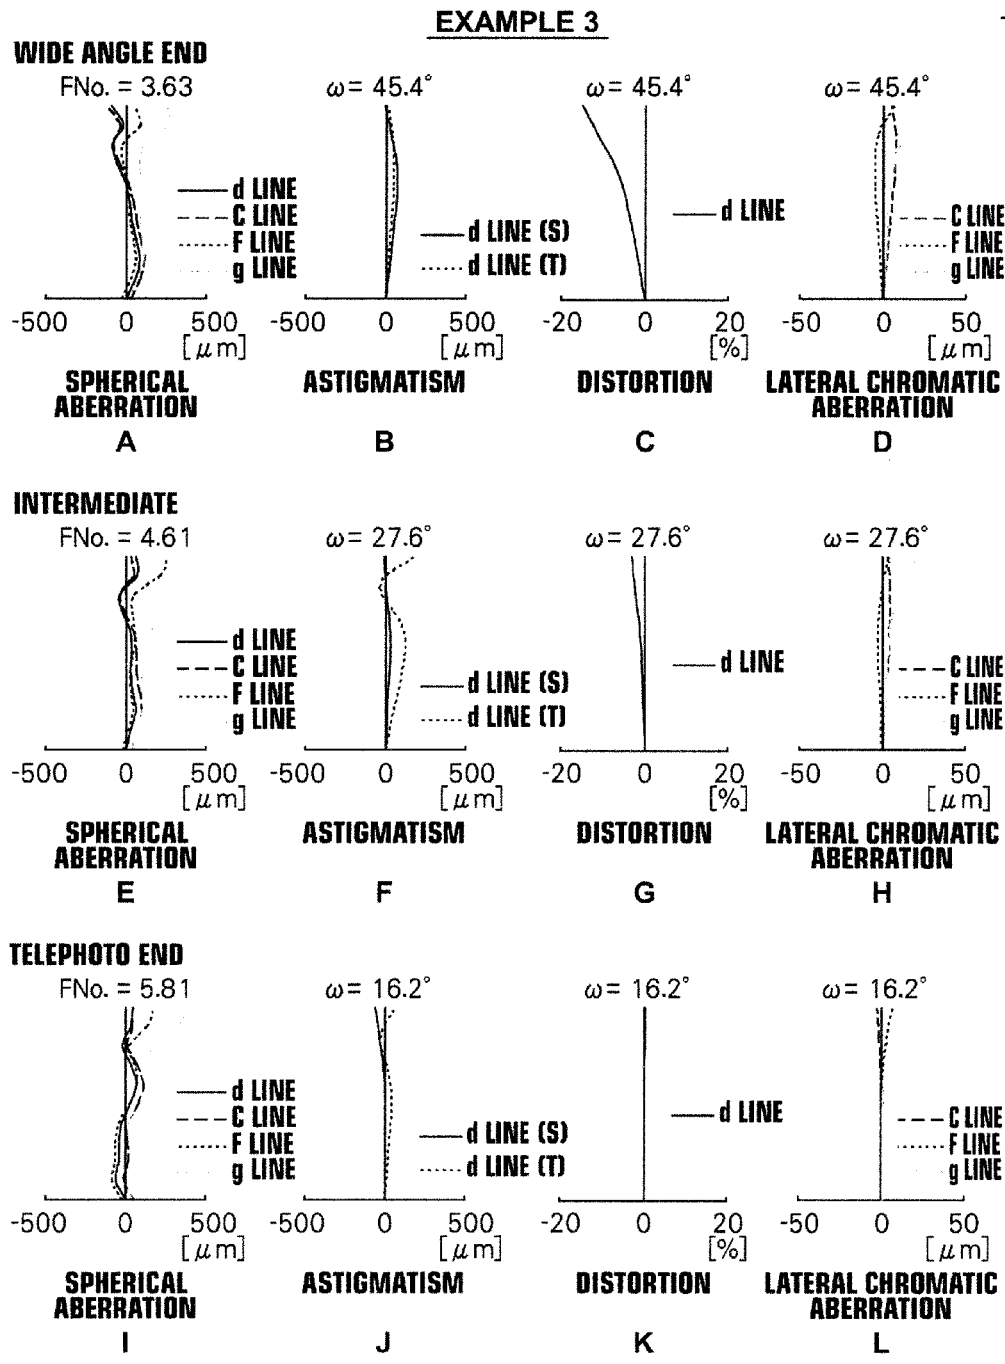 EXAMPLE 3
WIDE ANGLE END
FNo. = 3.63
ω = 45.4°
ω = 45.4°
ω = 45.4°
d LINE
C LINE
F LINE
g LINE
d LINE (S)
d LINE (T)
d LINE
C LINE
F LINE
g LINE
-500 0 500
[μm]
-500 0 500
[μm]
-20 0 20
[%]
-50 0 50
[μm]
SPHERICAL
ABERRATION
ASTIGMATISM
DISTORTION
LATERAL CHROMATIC
ABERRATION
A
B
C
D
INTERMEDIATE
FNo. = 4.61
ω = 27.6°
ω = 27.6°
ω = 27.6°
d LINE
C LINE
F LINE
g LINE
d LINE (S)
d LINE (T)
d LINE
C LINE
F LINE
g LINE
-500 0 500
[μm]
-500 0 500
[μm]
-20 0 20
[%]
-50 0 50
[μm]
SPHERICAL
ABERRATION
ASTIGMATISM
DISTORTION
LATERAL CHROMATIC
ABERRATION
E
F
G
H
TELEPHOTO END
FNo. = 5.81
ω = 16.2°
ω = 16.2°
ω = 16.2°
d LINE
C LINE
F LINE
g LINE
d LINE (S)
d LINE (T)
d LINE
C LINE
F LINE
g LINE
-500 0 500
[μm]
-500 0 500
[μm]
-20 0 20
[%]
-50 0 50
[μm]
SPHERICAL
ABERRATION
ASTIGMATISM
DISTORTION
LATERAL CHROMATIC
ABERRATION
I
J
K
L